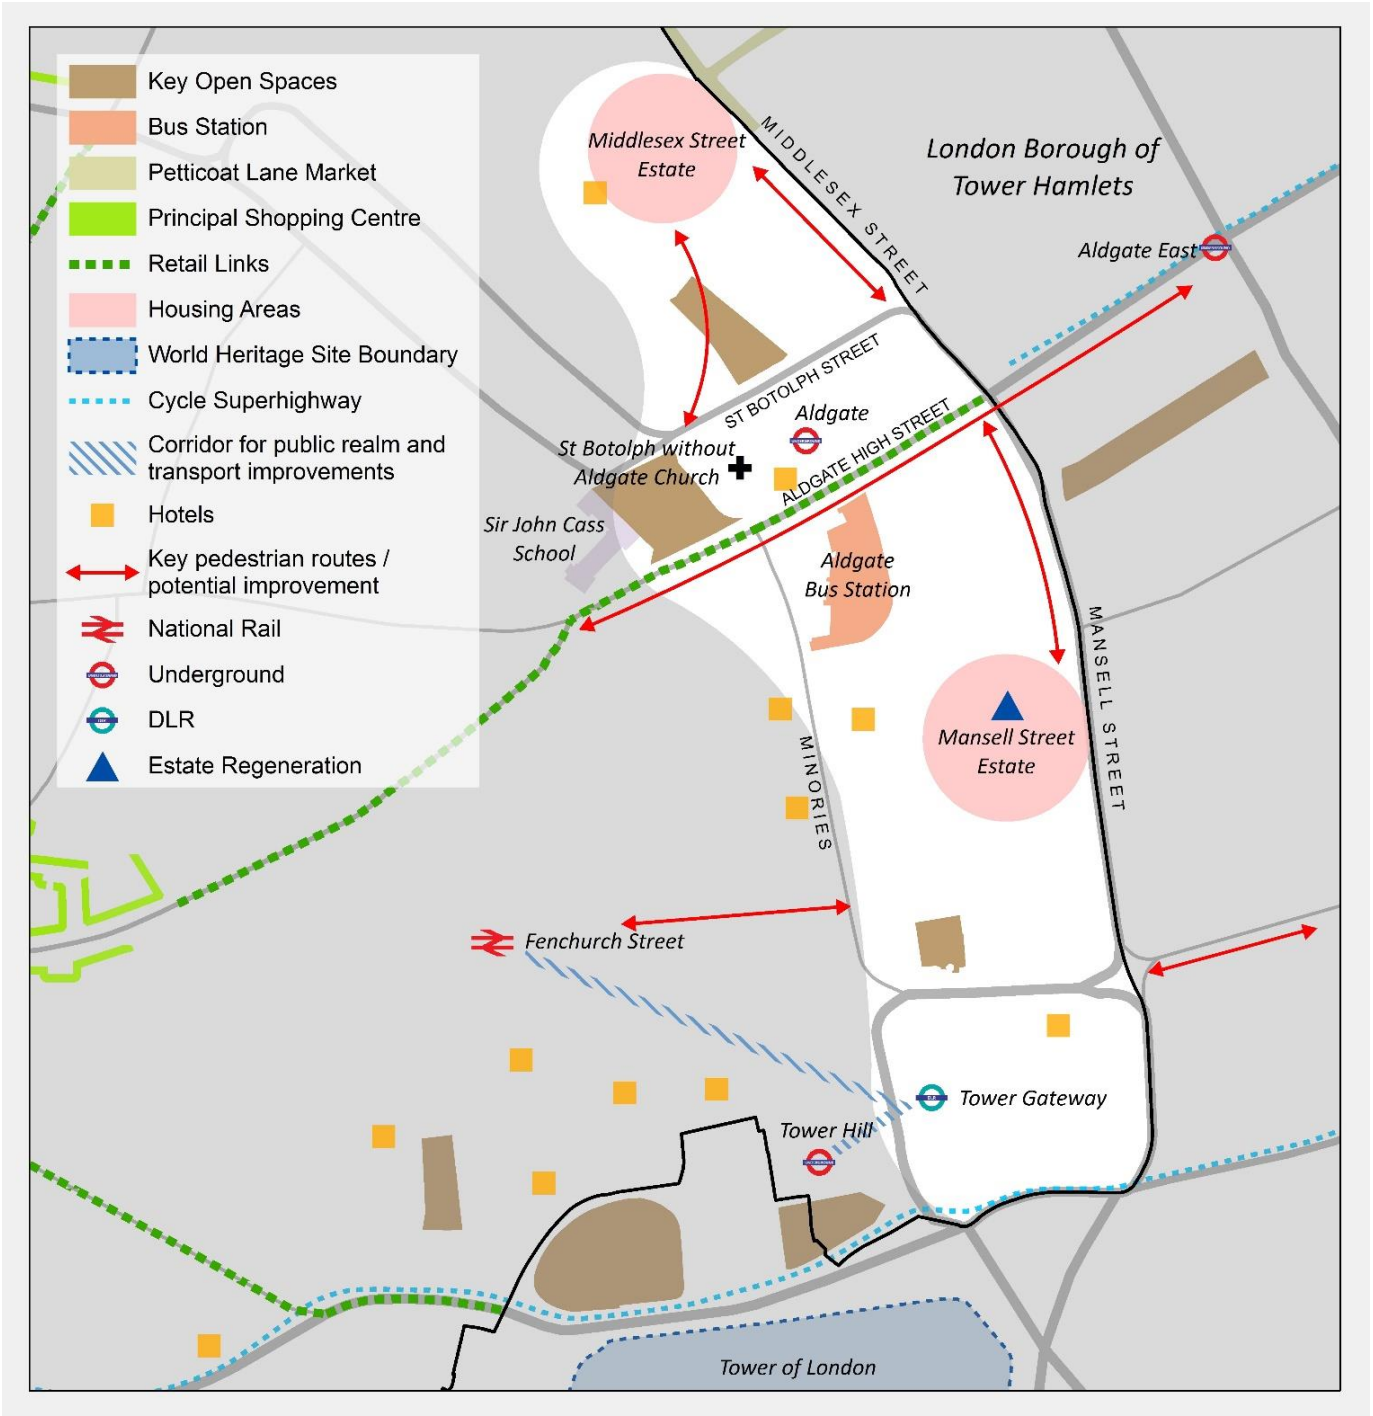 Key Open Spaces
Bus Station
Petticoat Lane Market
Principal Shopping Centre
Retail Links
Housing Areas
World Heritage Site Boundary
Cycle Superhighway
Corridor for public realm and
transport improvements
Hotels
Key pedestrian routes /
potential improvement
National Rail
Underground
DLR
Estate Regeneration
Middlesex Street
Estate
MIDDLESEX STREET
London Borough of
Tower Hamlets
Aldgate East
ST BOTOLPH STREET
Aldgate
ALDGATE HIGH STREET
St Botolph without
Aldgate Church
Sir John Cass
School
Aldgate
Bus Station
MANSELL STREET
Mansell Street
Estate
MINORIES
Fenchurch Street
Tower Gateway
Tower Hill
Tower of London